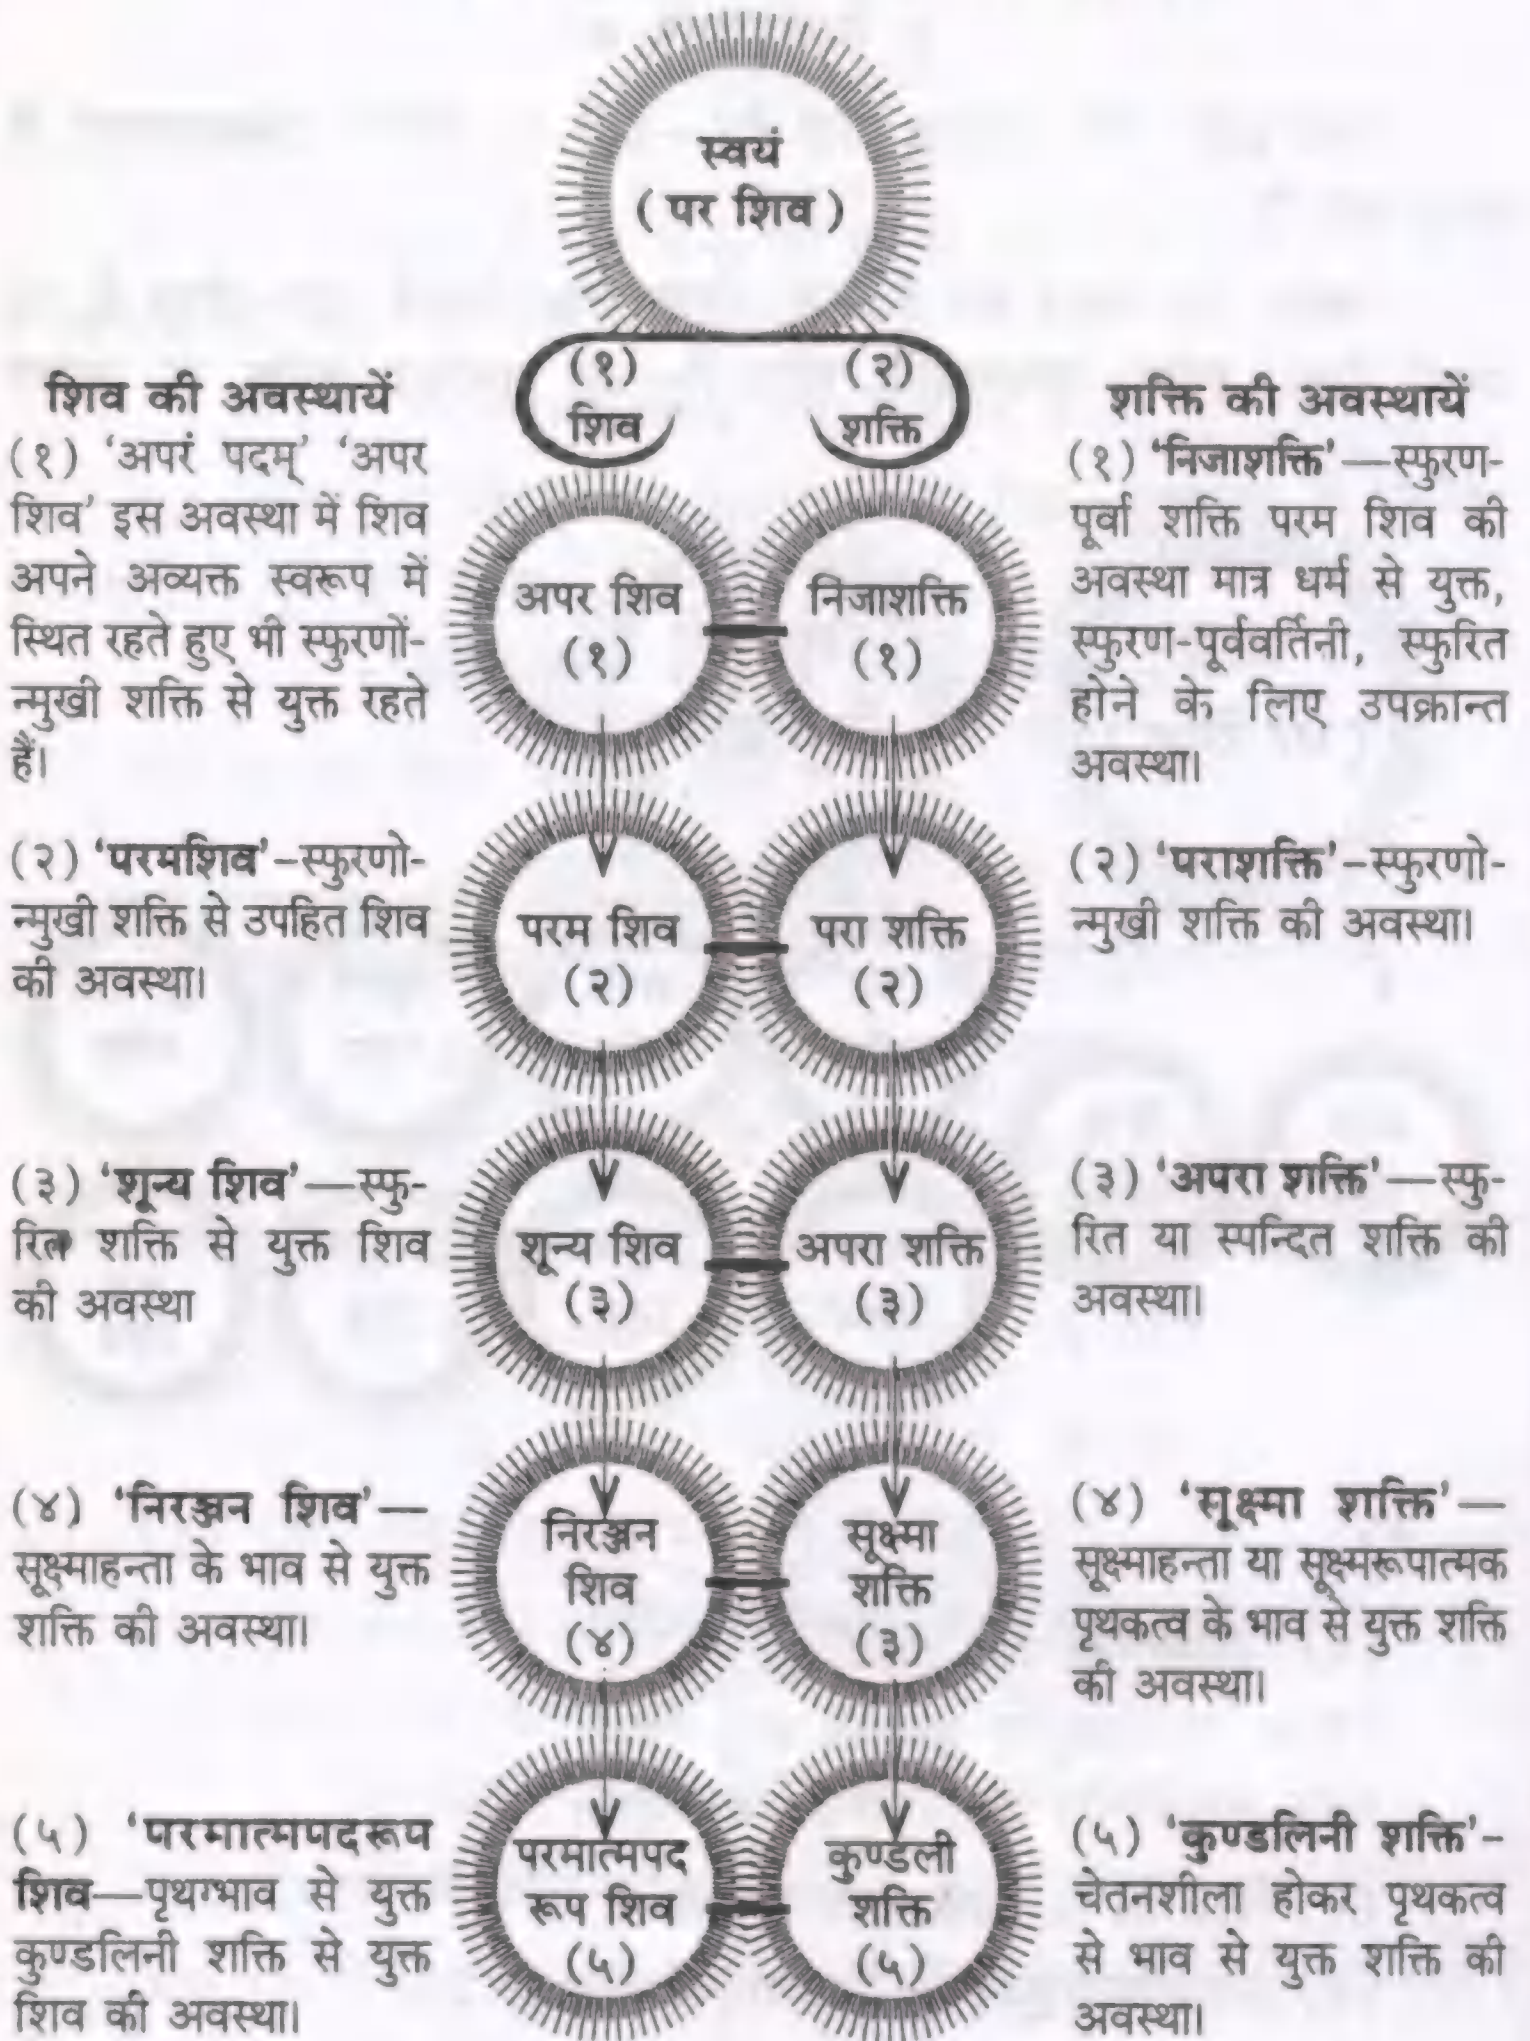 स्वयं
( पर शिव )
(१)
शिव
(२)
शक्ति
शिव की अवस्थायें
(१) 'अपरं पदम्' 'अपर
शिव' इस अवस्था में शिव
अपने अव्यक्त स्वरूप में
स्थित रहते हुए भी स्फुरणों-
न्मुखी शक्ति से युक्त रहते
हैं।
(२) 'परमशिव'–स्फुरणो-
न्मुखी शक्ति से उपहित शिव
की अवस्था।
(३) 'शून्य शिव'—स्फु-
रित शक्ति से युक्त शिव
की अवस्था
(४) 'निरञ्जन शिव'—
सूक्ष्माहन्ता के भाव से युक्त
शक्ति की अवस्था।
(५) 'परमात्मपदरूप
शिव—पृथग्भाव से युक्त
कुण्डलिनी शक्ति से युक्त
शिव की अवस्था।
अपर शिव
(१)
निजाशक्ति
(१)
परम शिव
(२)
परा शक्ति
(२)
शून्य शिव
(३)
अपरा शक्ति
(३)
निरञ्जन
शिव
(४)
सूक्ष्मा
शक्ति
(३)
परमात्मपद
रूप शिव
(५)
कुण्डली
शक्ति
(५)
शक्ति की अवस्थायें
(१) 'निजाशक्ति'—स्फुरण-
पूर्वा शक्ति परम शिव की
अवस्था मात्र धर्म से युक्त,
स्फुरण-पूर्ववर्तिनी, स्फुरित
होने के लिए उपक्रान्त
अवस्था।
(२) 'पराशक्ति'–स्फुरणो-
न्मुखी शक्ति की अवस्था।
(३) 'अपरा शक्ति'—स्फु-
रित या स्पन्दित शक्ति की
अवस्था।
(४) 'सूक्ष्मा शक्ति'—
सूक्ष्माहन्ता या सूक्ष्मरूपात्मक
पृथकत्व के भाव से युक्त शक्ति
की अवस्था।
(५) 'कुण्डलिनी शक्ति'–
चेतनशीला होकर पृथकत्व
से भाव से युक्त शक्ति की
अवस्था।